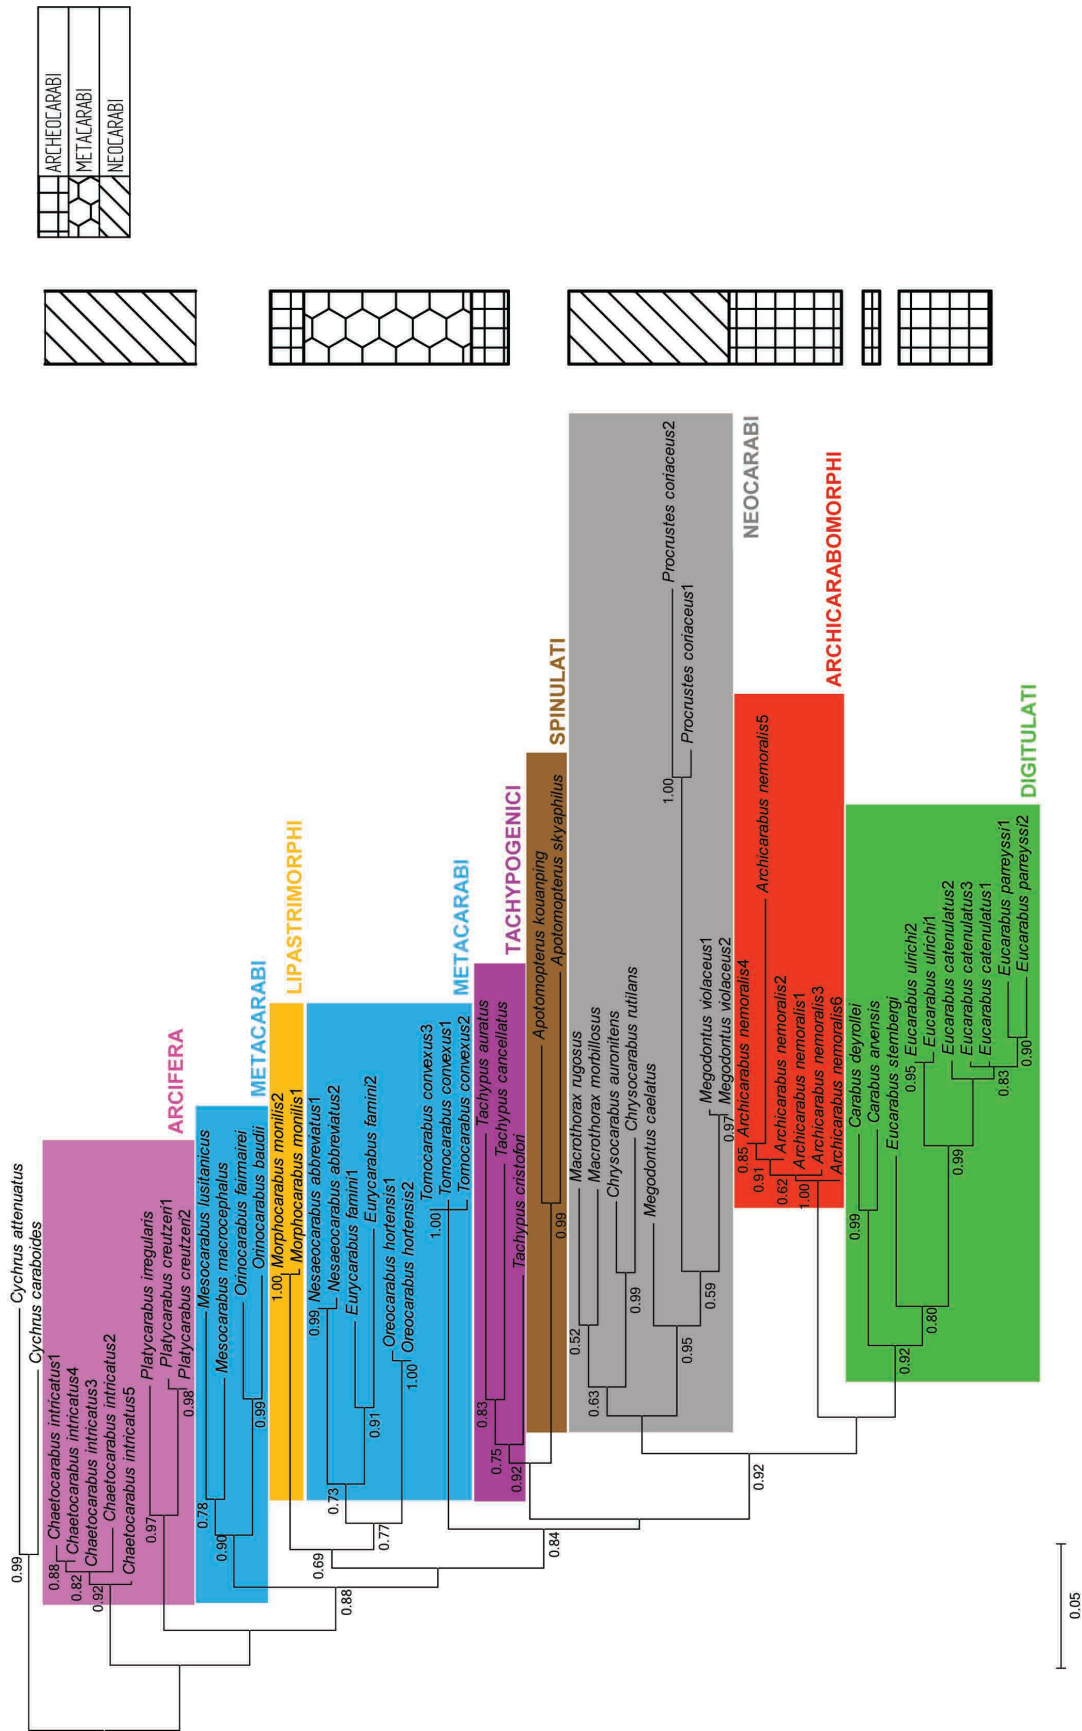 ARCHEOCARABI
METACARABI
NEOCARABI
0.99
Cychrus attenuatus
Cychrus caraboides
ARCIFERA
0.88
Chaetocarabus intricatus1
0.82
Chaetocarabus intricatus4
0.92
Chaetocarabus intricatus3
Chaetocarabus intricatus2
Chaetocarabus intricatus5
0.97
Platycarabus irregularis
Platycarabus creutzeri1
0.98
Platycarabus creutzeri2
METACARABI
0.78
Mesocarabus lusitanicus
0.90
Mesocarabus macrocephalus
Orinocarabus fairmairei
0.99
Orinocarabus baudii
LIPASTRIMORPHI
1.00
Morphocarabus monilis2
Morphocarabus monilis1
0.88
0.69
METACARABI
0.99
Nesaeocarabus abbreviatus1
Nesaeocarabus abbreviatus2
0.73
Eurycarabus famini1
0.91
Eurycarabus famini2
0.77
Oreocarabus hortensis1
1.00
Oreocarabus hortensis2
1.00
Tomocarabus convexus3
Tomocarabus convexus1
Tomocarabus convexus2
TACHYPOGENICI
0.83
Tachypus auratus
0.75
Tachypus cancellatus
0.92
Tachypus cristofori
0.84
SPINULATI
Apotomopterus kouanping
0.99
Apotomopterus skyaphilus
NEOCARABI
0.52
Macrothorax rugosus
0.63
Macrothorax morbillosus
Chrysocarabus auronitens
0.99
Chrysocarabus rutilans
Megodontus caelatus
0.95
1.00
Procrustes coriaceus2
Procrustes coriaceus1
0.59
Megodontus violaceus1
0.97
Megodontus violaceus2
0.92
ARCHICARABOMORPHI
0.85
Archicarabus nemoralis4
0.91
Archicarabus nemoralis5
0.62
Archicarabus nemoralis2
1.00
Archicarabus nemoralis1
Archicarabus nemoralis3
Archicarabus nemoralis6
DIGITULATI
0.99
Carabus deyrollei
Carabus arvensis
0.92
Eucarabus sternbergi
0.80
0.95
Eucarabus ulrichi2
Eucarabus ulrichi1
0.99
Eucarabus catenulatus2
Eucarabus catenulatus3
Eucarabus catenulatus1
0.83
Eucarabus parreyssi1
0.90
Eucarabus parreyssi2
0.05